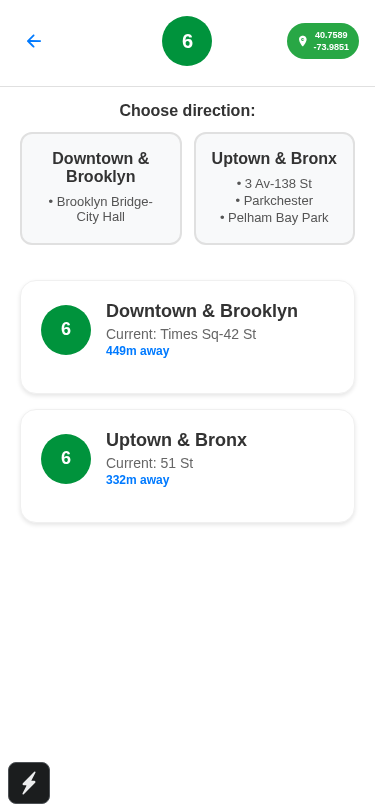 6
40.7589
-73.9851
Choose direction:
Downtown &
Brooklyn
• Brooklyn Bridge-
City Hall
Uptown & Bronx
• 3 Av-138 St
• Parkchester
• Pelham Bay Park
6
Downtown & Brooklyn
Current: Times Sq-42 St
449m away
6
Uptown & Bronx
Current: 51 St
332m away